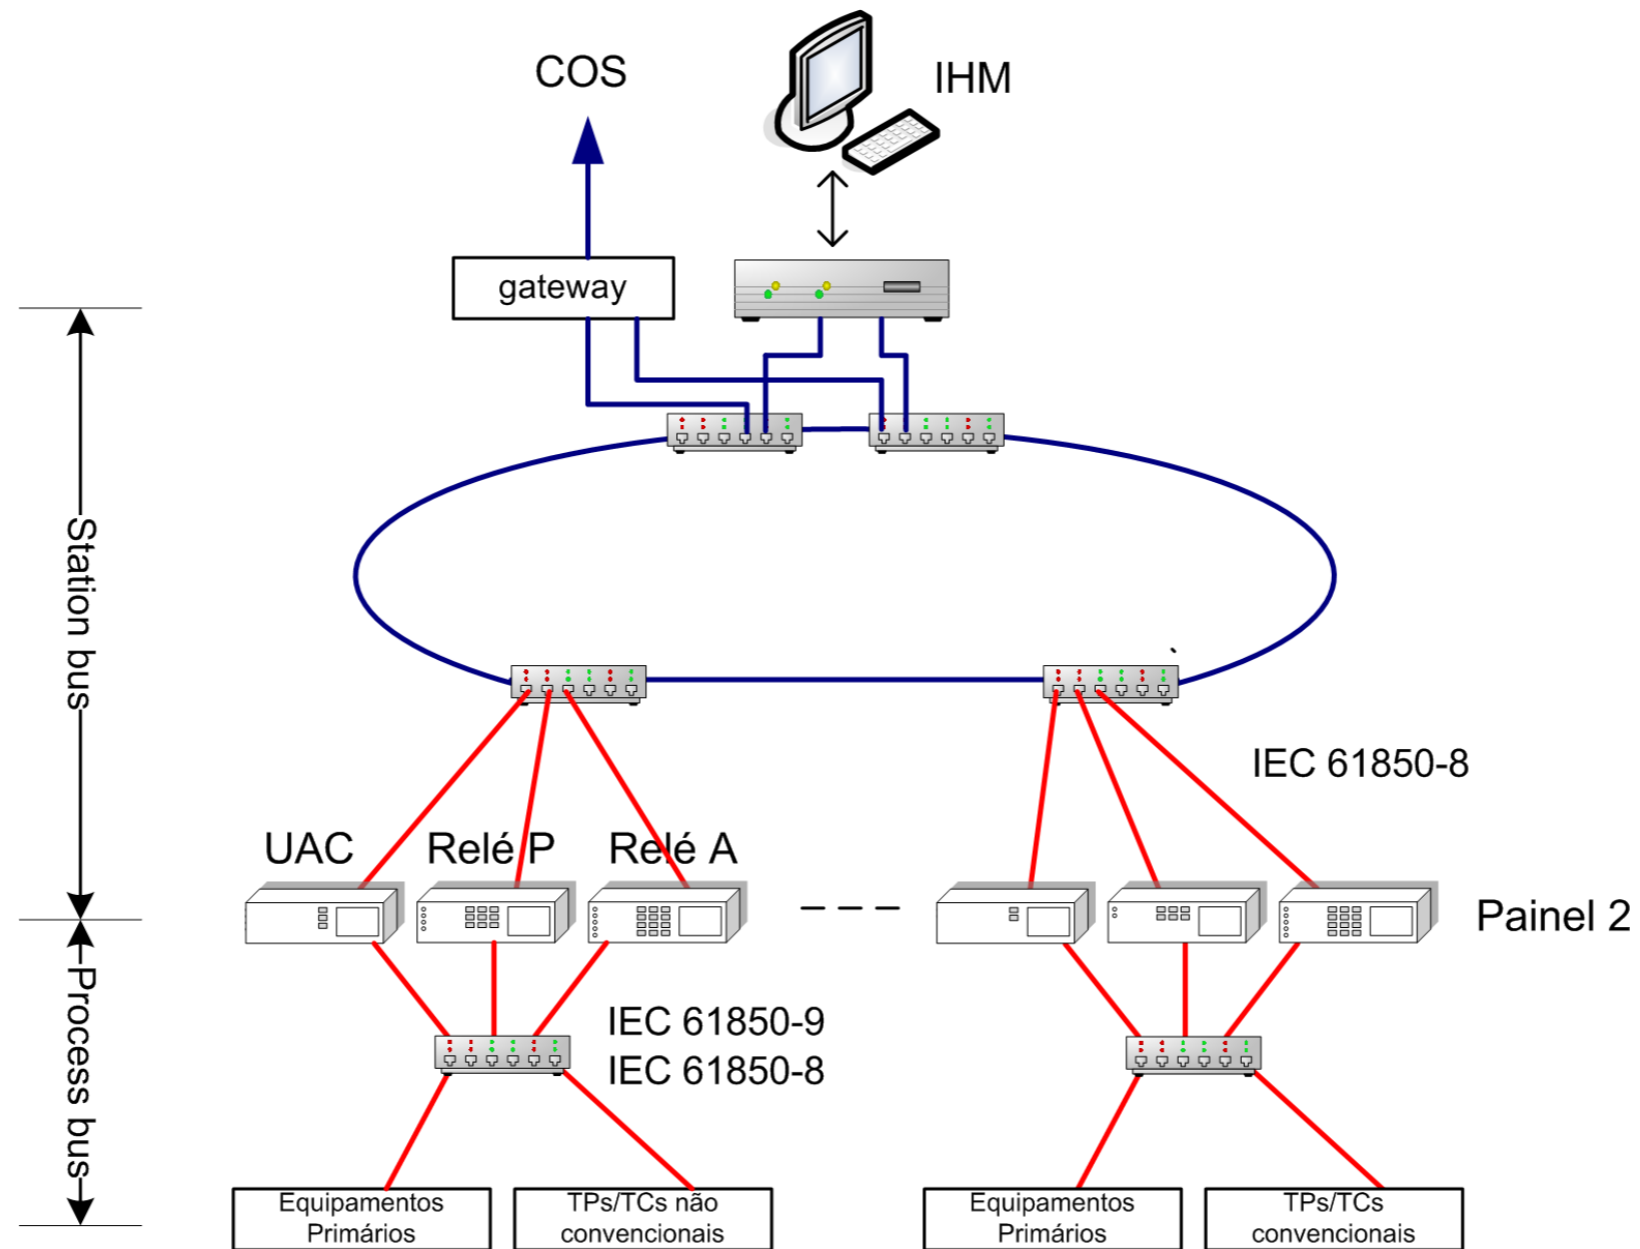 COS
IHM
gateway
Station bus
IEC 61850-8
UAC
Relé P
Relé A
Painel 2
Process bus
IEC 61850-9
IEC 61850-8
Equipamentos
Primários
TPs/TCs não
convencionais
Equipamentos
Primários
TPs/TCs
convencionais